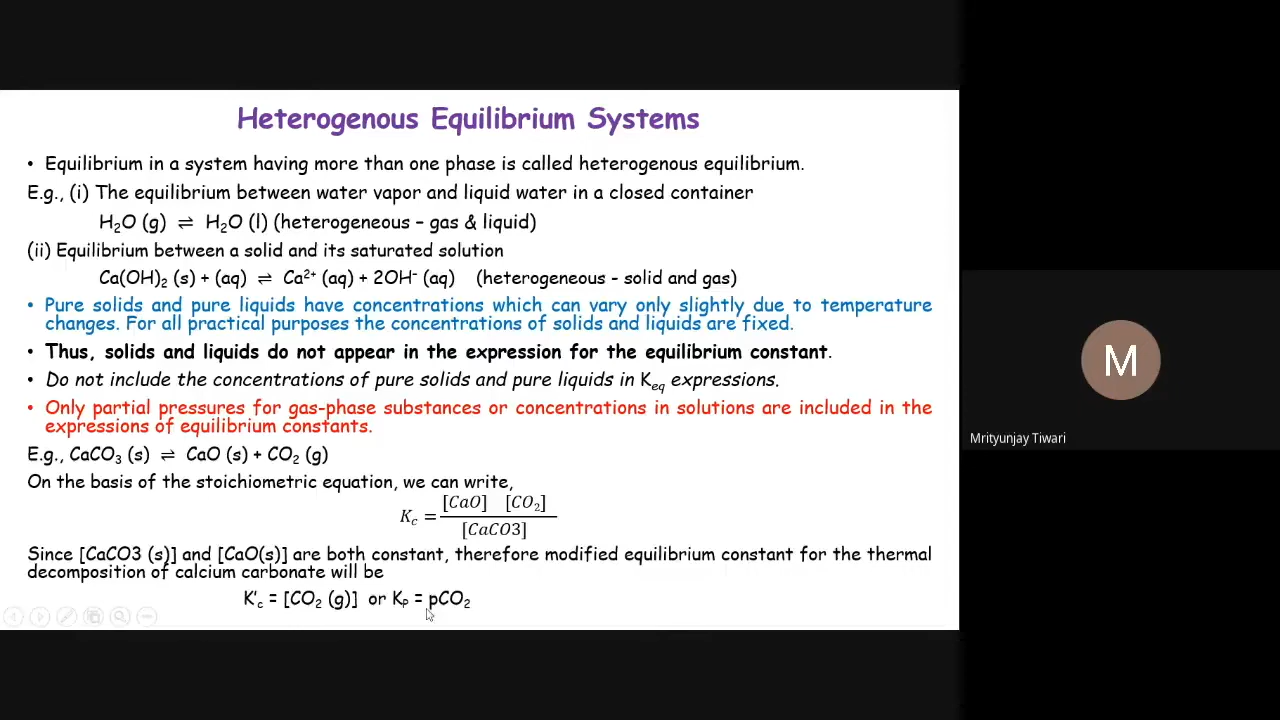 Heterogenous Equilibrium Systems
• Equilibrium in a system having more than one phase is called heterogenous equilibrium.
E.g., (i) The equilibrium between water vapor and liquid water in a closed container
H₂O (g) ⇌ H₂O (l) (heterogeneous – gas & liquid)
(ii) Equilibrium between a solid and its saturated solution
Ca(OH)₂ (s) + (aq) ⇌ Ca²⁺ (aq) + 2OH⁻ (aq) (heterogeneous - solid and gas)
• Pure solids and pure liquids have concentrations which can vary only slightly due to temperature
changes. For all practical purposes the concentrations of solids and liquids are fixed.
• Thus, solids and liquids do not appear in the expression for the equilibrium constant.
• Do not include the concentrations of pure solids and pure liquids in Keq expressions.
• Only partial pressures for gas-phase substances or concentrations in solutions are included in the
expressions of equilibrium constants.
E.g., CaCO₃ (s) ⇌ CaO (s) + CO₂ (g)
On the basis of the stoichiometric equation, we can write,
[CaO] [CO₂]
Kc =
[CaCO3]
Since [CaCO3 (s)] and [CaO(s)] are both constant, therefore modified equilibrium constant for the thermal
decomposition of calcium carbonate will be
K'c = [CO₂ (g)] or KP = pCO₂
M
Mrityunjay Tiwari